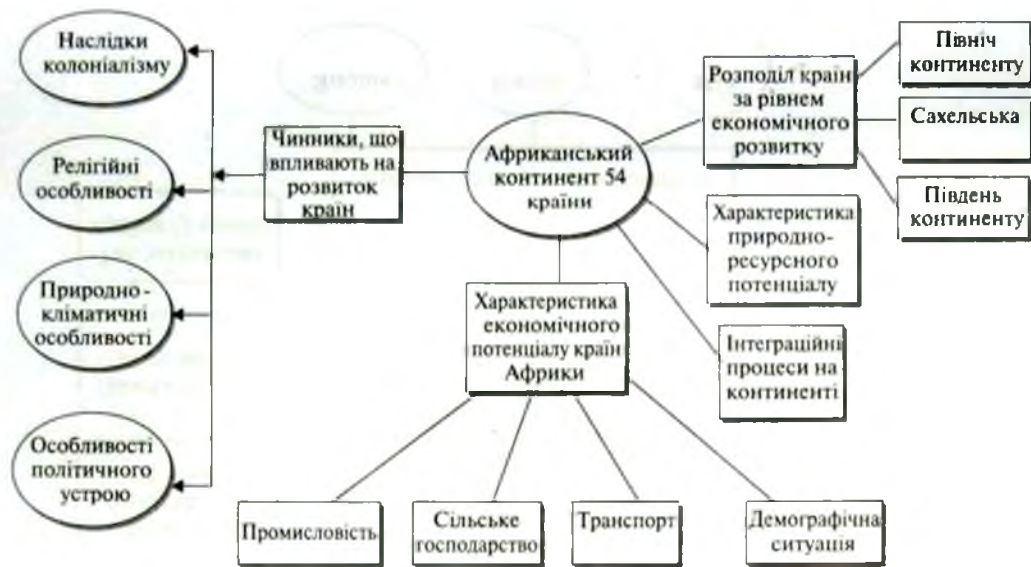 Наслідки
колоніалізму
Релігійні
особливості
Природно-
кліматичні
особливості
Особливості
політичного
устрою
Чинники, що
впливають на
розвиток
країн
Африканський
континент 54
країни
Розподіл країн
за рівнем
економічного
розвитку
Північ
континенту
Сахельська
Південь
континенту
Характеристика
природно-
ресурсного
потенціалу
Інтеграційні
процеси на
континенті
Характеристика
економічного
потенціалу країн
Африки
Промисловість
Сільське
господарство
Транспорт
Демографічна
ситуація